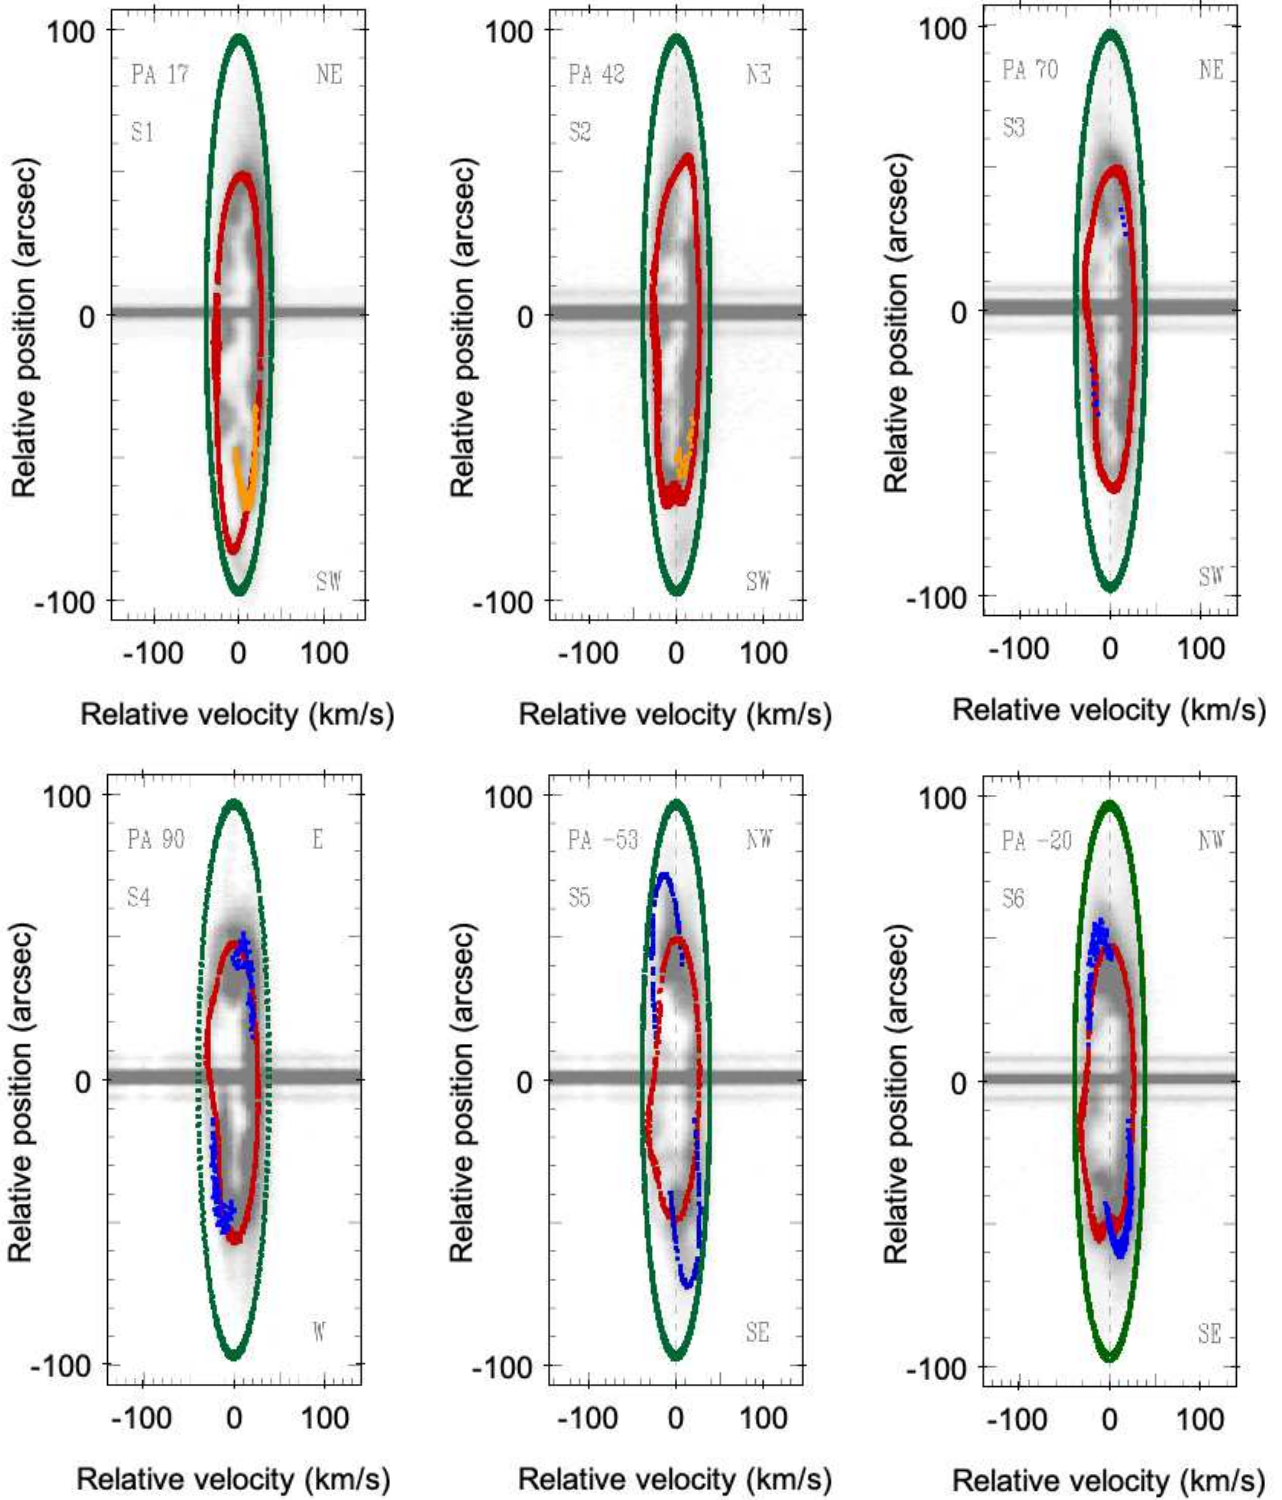 100
PA 17
NE
S1
0
SW
-100
-100
0
100
Relative position (arcsec)
Relative velocity (km/s)
100
PA 42
NE
S2
0
SW
-100
-100
0
100
Relative position (arcsec)
Relative velocity (km/s)
100
PA 70
NE
S3
0
SW
-100
-100
0
100
Relative position (arcsec)
Relative velocity (km/s)
100
PA 90
E
S4
0
W
-100
-100
0
100
Relative position (arcsec)
Relative velocity (km/s)
100
PA -53
NW
S5
0
SE
-100
-100
0
100
Relative position (arcsec)
Relative velocity (km/s)
100
PA -20
NW
S6
0
SE
-100
-100
0
100
Relative position (arcsec)
Relative velocity (km/s)